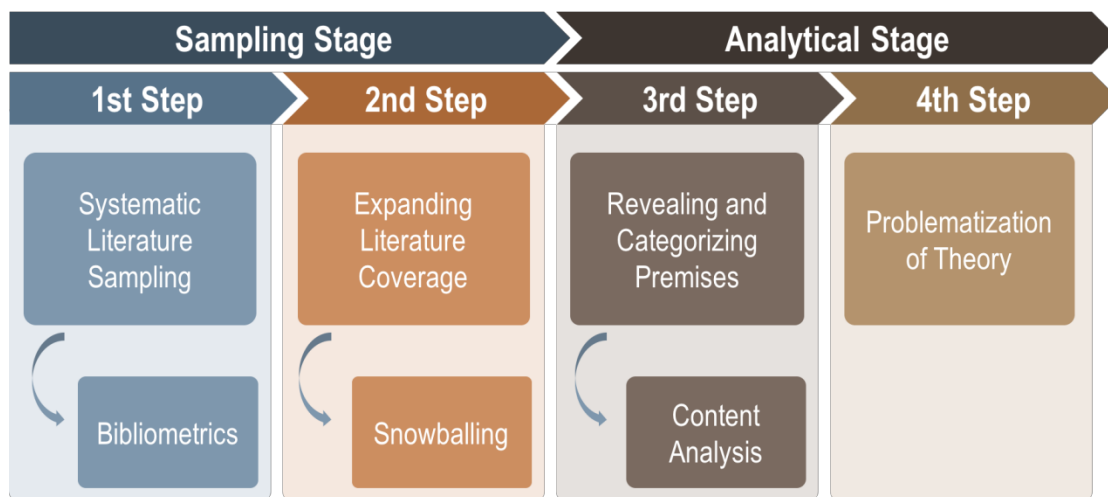 Sampling Stage
Analytical Stage
1st Step
2nd Step
3rd Step
4th Step
Systematic
Literature
Sampling
Expanding
Literature
Coverage
Revealing and
Categorizing
Premises
Problematization
of Theory
Bibliometrics
Snowballing
Content
Analysis